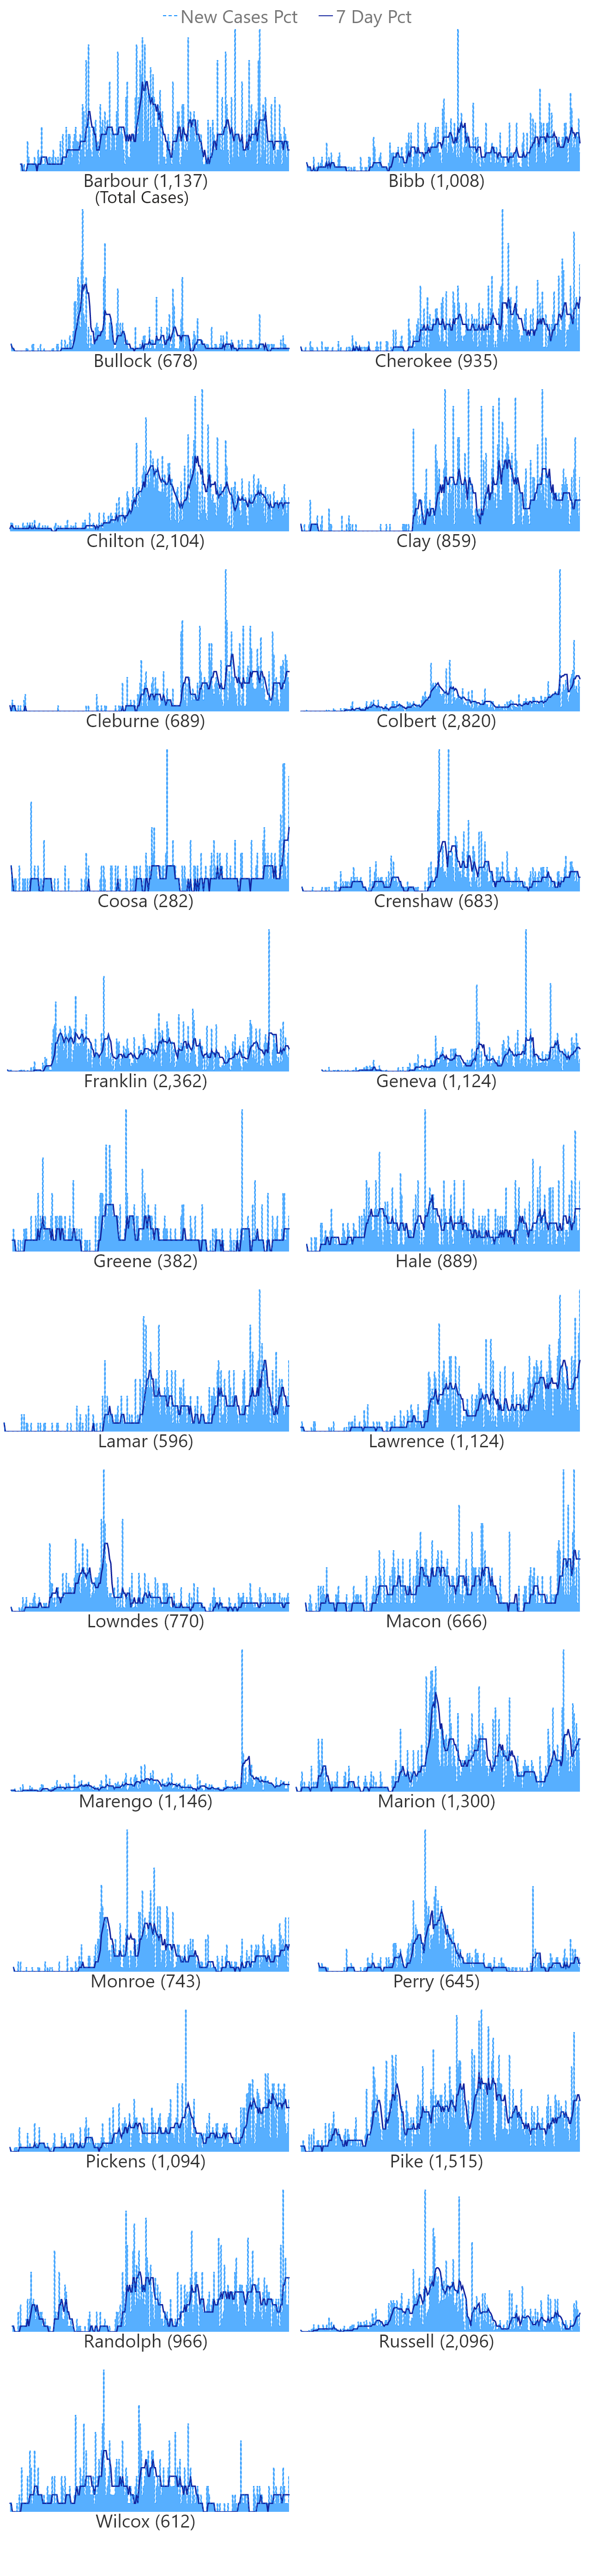 New Cases Pct 7 Day Pct
Barbour (1,137) Bibb (1,008)
(Total Cases)
Bullock (678) Cherokee (935)
Chilton (2,104) Clay (859)
Cleburne (689) Colbert (2,820)
Coosa (282) Crenshaw (683)
Franklin (2,362) Geneva (1,124)
Greene (382) Hale (889)
Lamar (596) Lawrence (1,124)
Lowndes (770) Macon (666)
Marengo (1,146) Marion (1,300)
Monroe (743) Perry (645)
Pickens (1,094) Pike (1,515)
Randolph (966) Russell (2,096)
Wilcox (612)